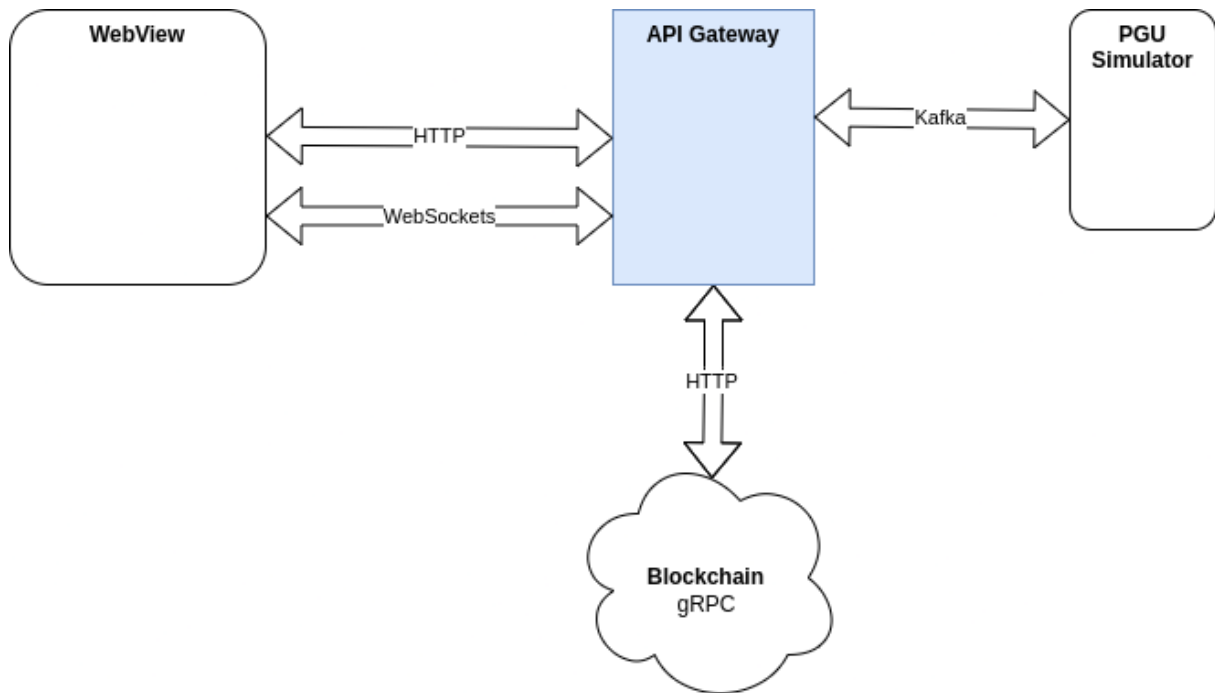 WebView
API Gateway
PGU
Simulator
HTTP
Kafka
WebSockets
HTTP
Blockchain
gRPC